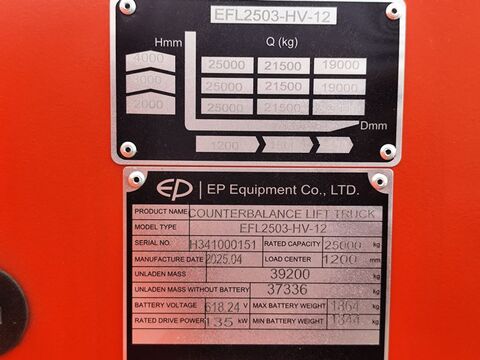 EFL2503-HV-12
Hmm Q (kg)
4000 25000 21500 19000
3000 25000 21500 19000
2000 25000 21500
Dmm
1200
EP EP Equipment Co., LTD.
PRODUCT NAME COUNTERBALANCE LIFT TRUCK
MODEL TYPE EFL2503-HV-12
SERIAL NO. H341000151 RATED CAPACITY 25000 kg
MANUFACTURE DATE 2025.04 LOAD CENTER 1200 mm
UNLADEN MASS 39200 kg
UNLADEN MASS WITHOUT BATTERY 37336 kg
BATTERY VOLTAGE 618.24 V MAX BATTERY WEIGHT 1864 kg
RATED DRIVE POWER 135 kW MIN BATTERY WEIGHT 1844 kg